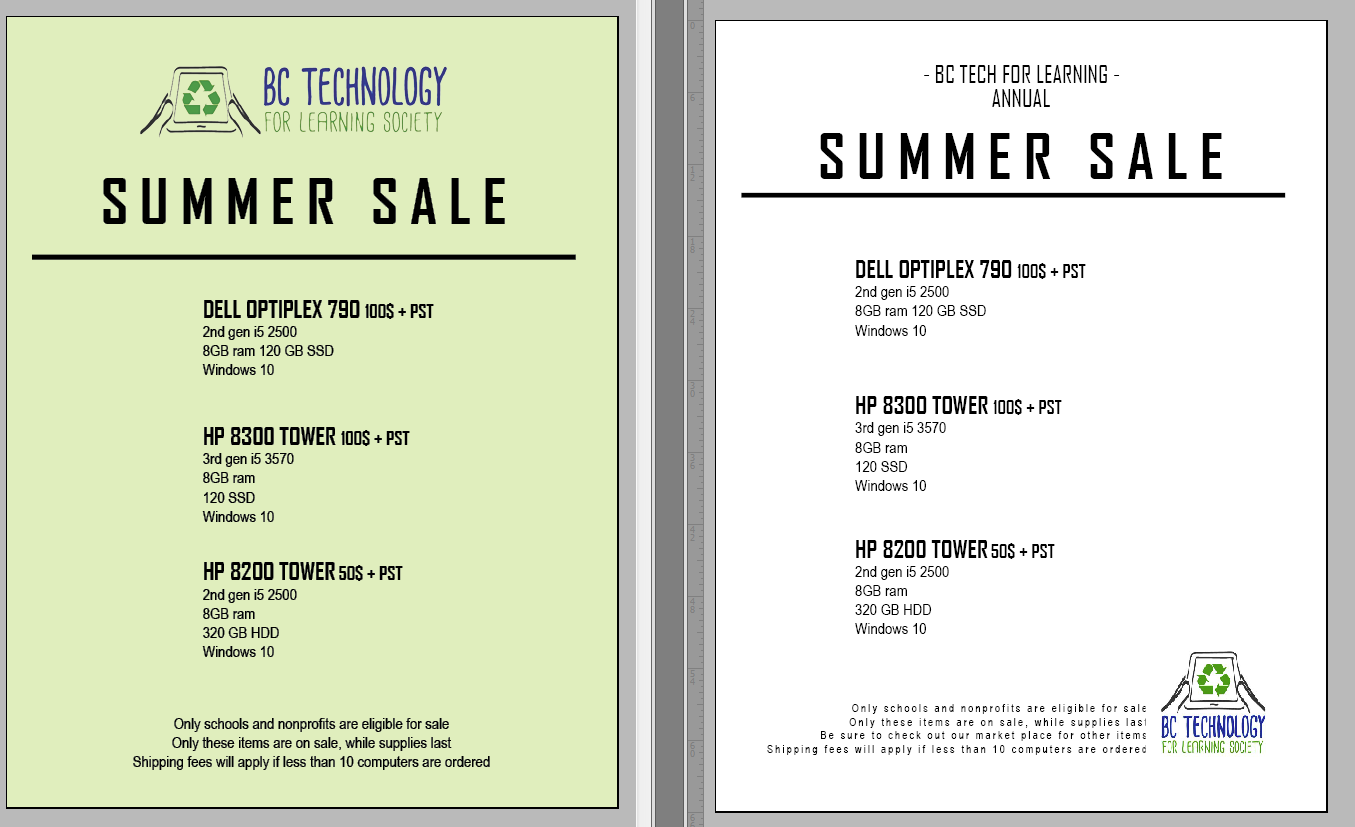 BC TECHNOLOGY
FOR LEARNING SOCIETY
SUMMER SALE
DELL OPTIPLEX 790 100$ + PST
2nd gen i5 2500
8GB ram 120 GB SSD
Windows 10
HP 8300 TOWER 100$ + PST
3rd gen i5 3570
8GB ram
120 SSD
Windows 10
HP 8200 TOWER 50$ + PST
2nd gen i5 2500
8GB ram
320 GB HDD
Windows 10
Only schools and nonprofits are eligible for sale
Only these items are on sale, while supplies last
Shipping fees will apply if less than 10 computers are ordered
- BC TECH FOR LEARNING -
ANNUAL
SUMMER SALE
DELL OPTIPLEX 790 100$ + PST
2nd gen i5 2500
8GB ram 120 GB SSD
Windows 10
HP 8300 TOWER 100$ + PST
3rd gen i5 3570
8GB ram
120 SSD
Windows 10
HP 8200 TOWER 50$ + PST
2nd gen i5 2500
8GB ram
320 GB HDD
Windows 10
Only schools and nonprofits are eligible for sale
Only these items are on sale, while supplies last
Be sure to check out our market place for other items
Shipping fees will apply if less than 10 computers are ordered
BC TECHNOLOGY
FOR LEARNING SOCIETY